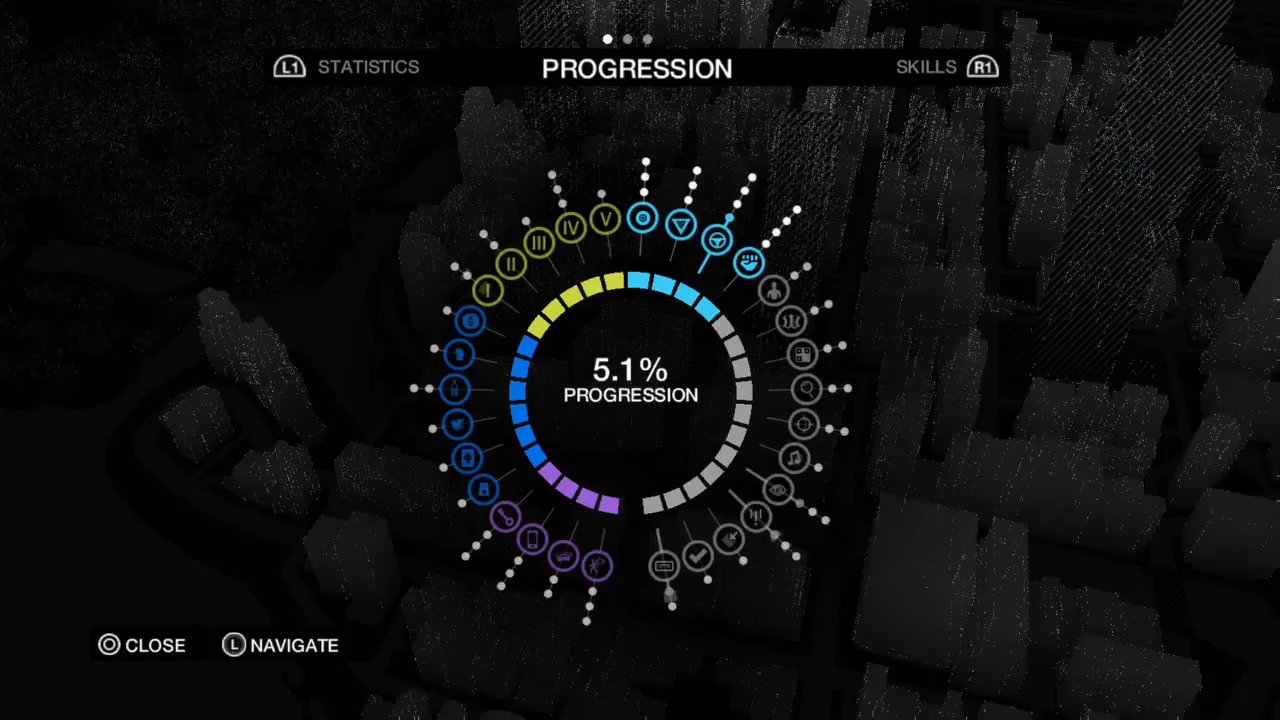 L1 STATISTICS
PROGRESSION
SKILLS R1
I
II
III
IV
V
5.1%
PROGRESSION
CLOSE
L NAVIGATE